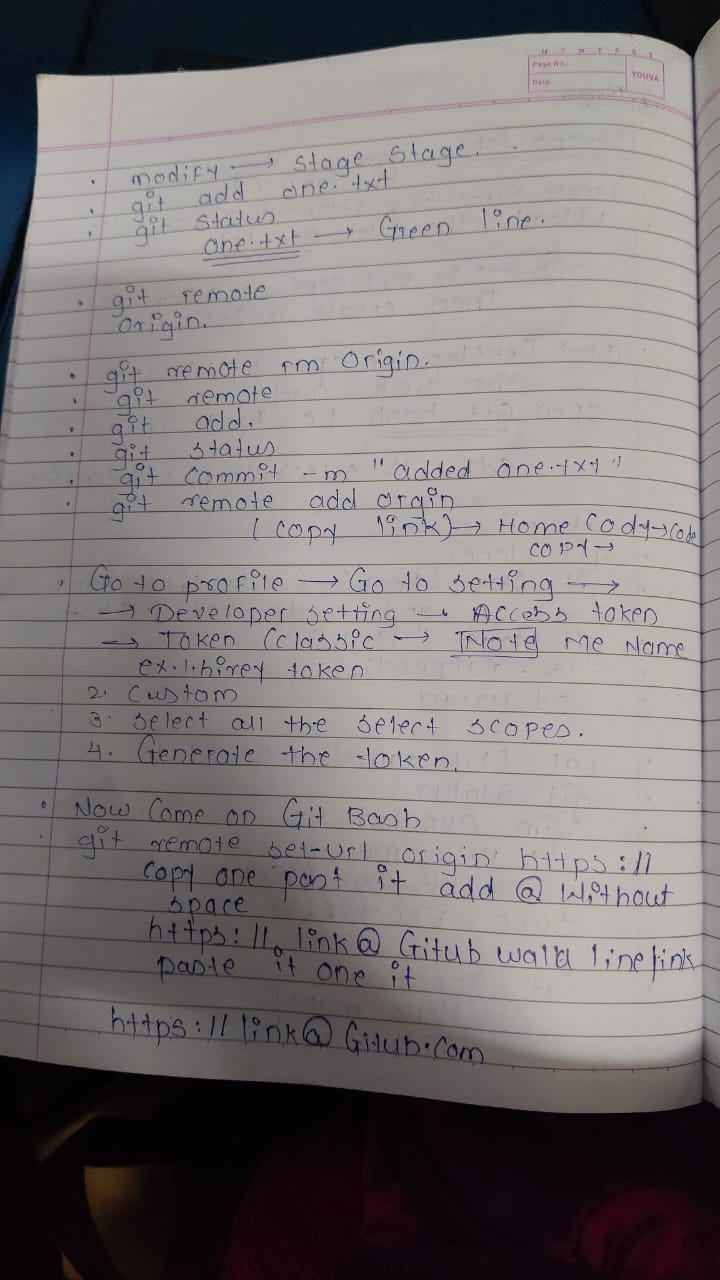 M T W T F S S
Page No.:
Date:
YOUVA
• modify → stage stage.
• git add one.txt
• git status
one.txt → Green line.
• git remote
origin.
• git remote rm Origin.
• git remote
• git add.
• git status
• git commit -m "added one.txt"
• git remote add orgin
(copy link) → Home Cody → Code
copy →
• Go to profile → Go to setting →
→ Developer setting → Access token
→ Token (classic → Note me Name
ex.1. token
2. Custom
3. Select all the select scopes.
4. Generate the token.
• Now Come on Git Bash
• git remote set-url origin https://
copy one past it add @ Without
space
https://link@ Gitub wala line link
paste it one it
https://link@Gitub.com